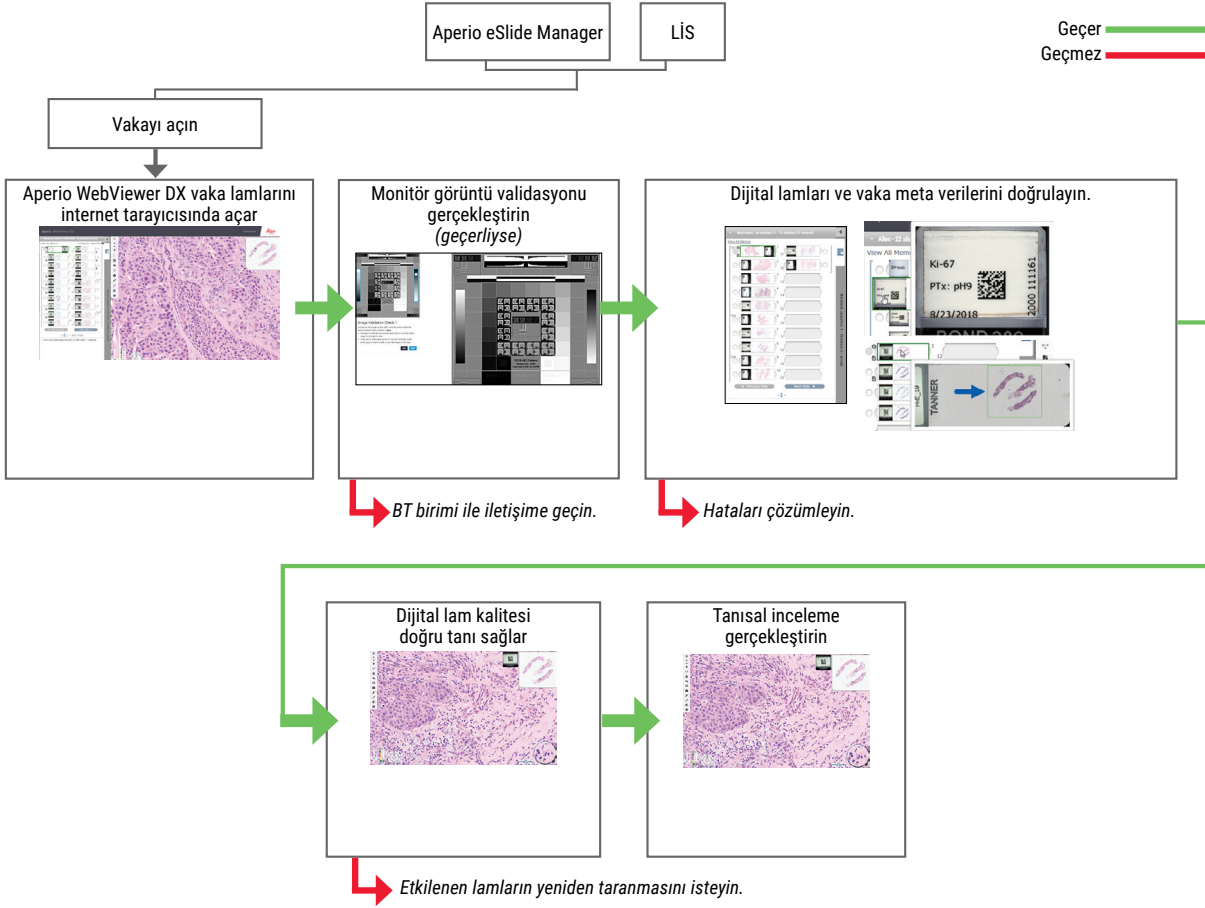 Aperio eSlide Manager
LİS
Geçer
Geçmez
Vakayı açın
Aperio WebViewer DX vaka lamlarını
internet tarayıcısında açar
Monitör görüntü validasyonu
gerçekleştirin
(geçerliyse)
Dijital lamları ve vaka meta verilerini doğrulayın.
View All Mem
Ki-67
PTx: pH9
8/23/2018
2000 111161
TANNER
BT birimi ile iletişime geçin.
Hataları çözümleyin.
Dijital lam kalitesi
doğru tanı sağlar
Tanısal inceleme
gerçekleştirin
Etkilenen lamların yeniden taranmasını isteyin.